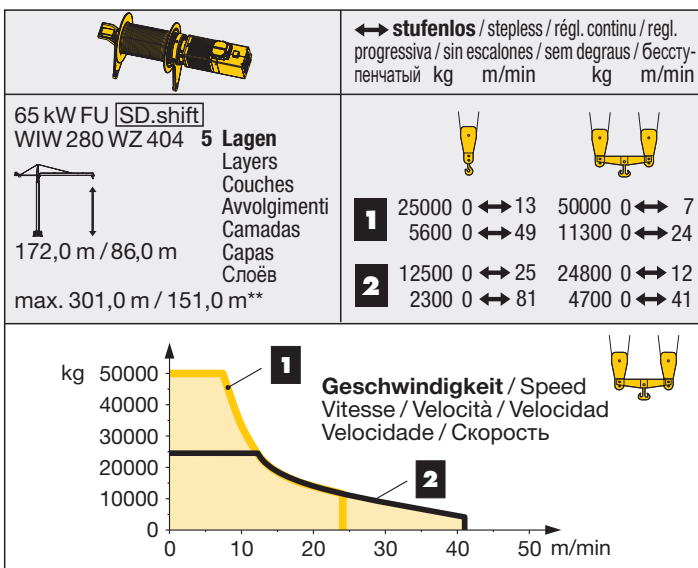 ↔ stufenlos / stepless / régl. continu / regl.
progressiva / sin escalones / sem degraus / бессту-
пенчатый kg m/min kg m/min
65 kW FU SD.shift
WIW 280 WZ 404 5 Lagen
Layers
Couches
Avvolgimenti
Camadas
Capas
Слоёв
172,0 m / 86,0 m
max. 301,0 m / 151,0 m**
1 25000 0 ↔ 13 50000 0 ↔ 7
5600 0 ↔ 49 11300 0 ↔ 24
2 12500 0 ↔ 25 24800 0 ↔ 12
2300 0 ↔ 81 4700 0 ↔ 41
kg 50000
40000
30000
20000
10000
0
1
Geschwindigkeit / Speed
Vitesse / Velocità / Velocidad
Velocidade / Скорость
2
0 10 20 30 40 50 m/min